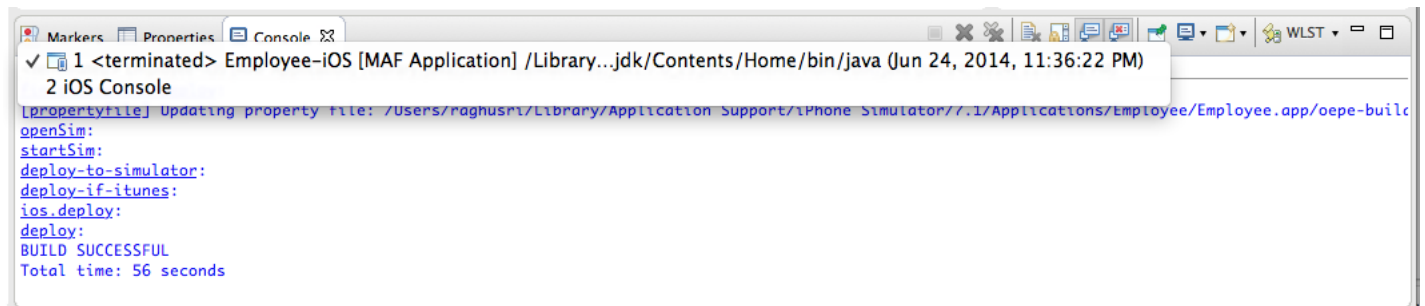 Markers Properties Console WLST
✓ 1 <terminated> Employee-iOS [MAF Application] /Library...jdk/Contents/Home/bin/java (Jun 24, 2014, 11:36:22 PM)
2 iOS Console
[propertyfile] Updating property file: /Users/raghusri/Library/Application Support/iPhone Simulator/7.1/Applications/Employee/Employee.app/oepe-build
openSim:
startSim:
deploy-to-simulator:
deploy-if-itunes:
ios.deploy:
deploy:
BUILD SUCCESSFUL
Total time: 56 seconds